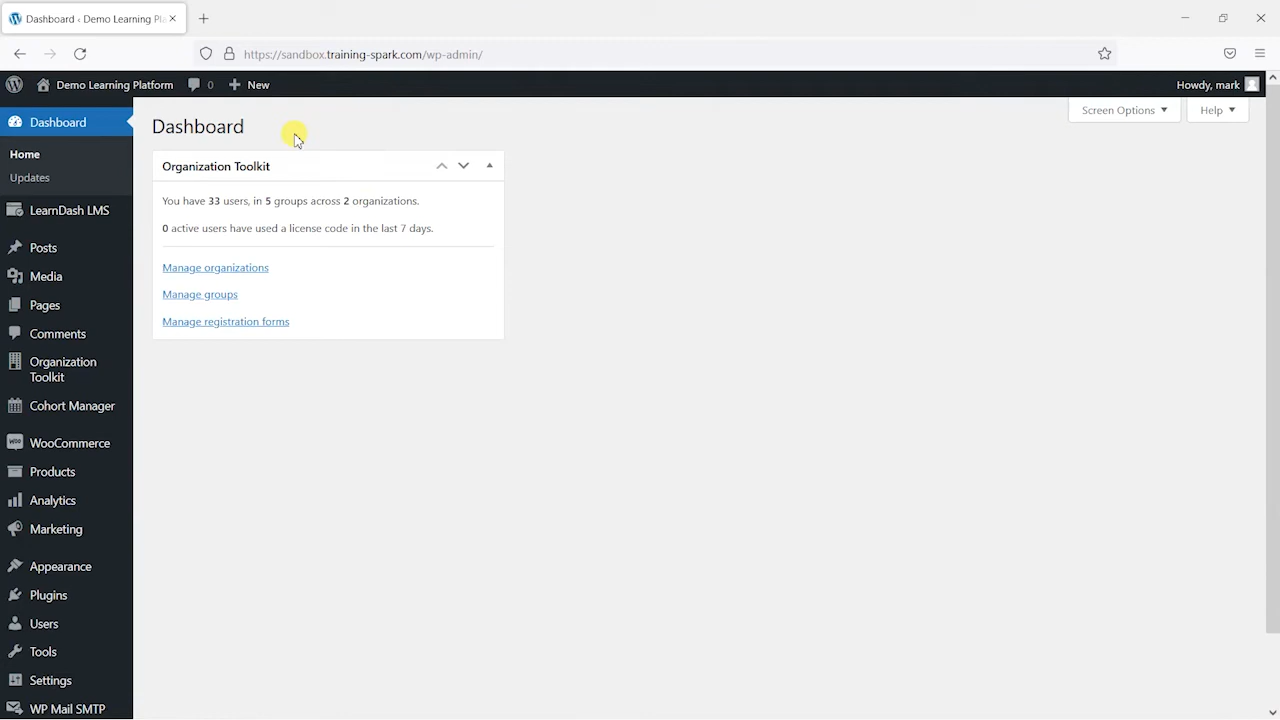 Dashboard ‹ Demo Learning Pl
https://sandbox.training-spark.com/wp-admin/
Demo Learning Platform 0 New Howdy, mark
Dashboard
Home
Updates
LearnDash LMS
Posts
Media
Pages
Comments
Organization
Toolkit
Cohort Manager
WooCommerce
Products
Analytics
Marketing
Appearance
Plugins
Users
Tools
Settings
WP Mail SMTP
Screen Options Help
Dashboard
Organization Toolkit
You have 33 users, in 5 groups across 2 organizations.
0 active users have used a license code in the last 7 days.
Manage organizations
Manage groups
Manage registration forms